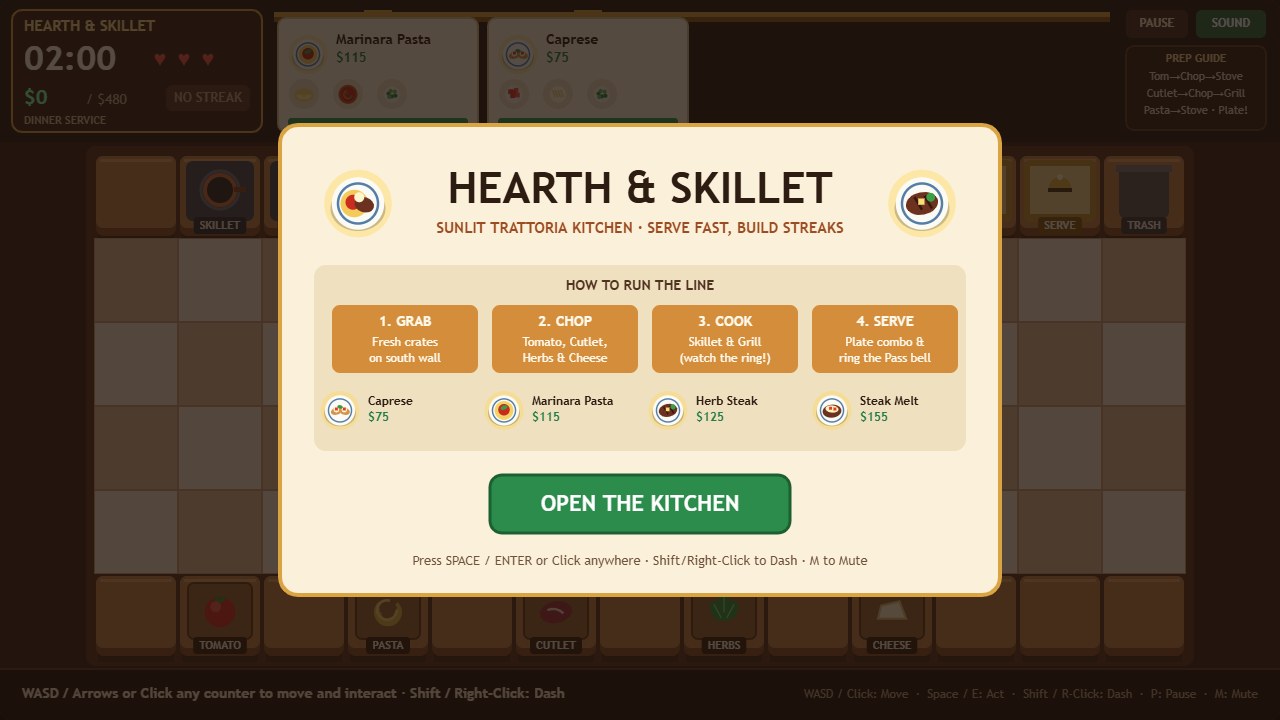 HEARTH & SKILLET
02:00
$0 / $480
NO STREAK
DINNER SERVICE
Marinara Pasta
$115
Caprese
$75
PAUSE
SOUND
PREP GUIDE
Tom→Chop→Stove
Cutlet→Chop→Grill
Pasta→Stove · Plate!
HEARTH & SKILLET
SUNLIT TRATTORIA KITCHEN · SERVE FAST, BUILD STREAKS
HOW TO RUN THE LINE
1. GRAB
Fresh crates
on south wall
2. CHOP
Tomato, Cutlet,
Herbs & Cheese
3. COOK
Skillet & Grill
(watch the ring!)
4. SERVE
Plate combo &
ring the Pass bell
Caprese
$75
Marinara Pasta
$115
Herb Steak
$125
Steak Melt
$155
OPEN THE KITCHEN
Press SPACE / ENTER or Click anywhere · Shift/Right-Click to Dash · M to Mute
SKILLET
SERVE
TRASH
TOMATO
PASTA
CUTLET
HERBS
CHEESE
WASD / Arrows or Click any counter to move and interact · Shift / Right-Click: Dash
WASD / Click: Move · Space / E: Act · Shift / R-Click: Dash · P: Pause · M: Mute